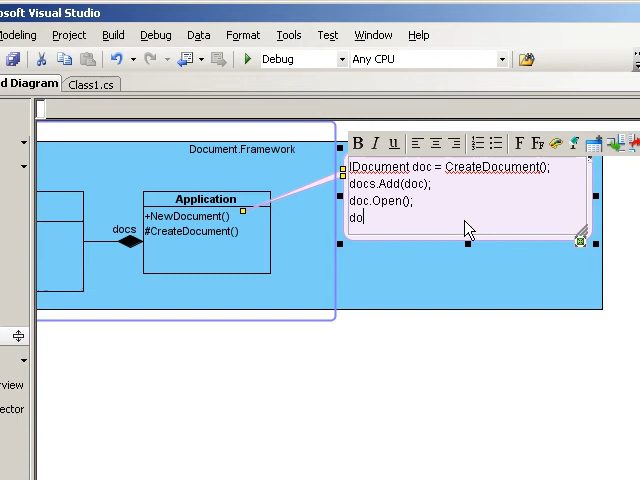 osoft Visual Studio
Modeling Project Build Debug Data Format Tools Test Window Help
Debug Any CPU
d Diagram Class1.cs
B I u F F
Document.Framework
IDocument doc = CreateDocument();
docs.Add(doc);
doc.Open();
do
Application
+NewDocument()
#CreateDocument()
docs
rview
ector